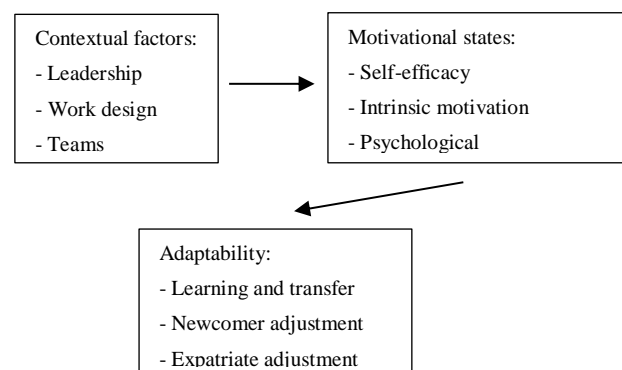 Contextual factors:
- Leadership
- Work design
- Teams
Motivational states:
- Self-efficacy
- Intrinsic motivation
- Psychological
Adaptability:
- Learning and transfer
- Newcomer adjustment
- Expatriate adjustment